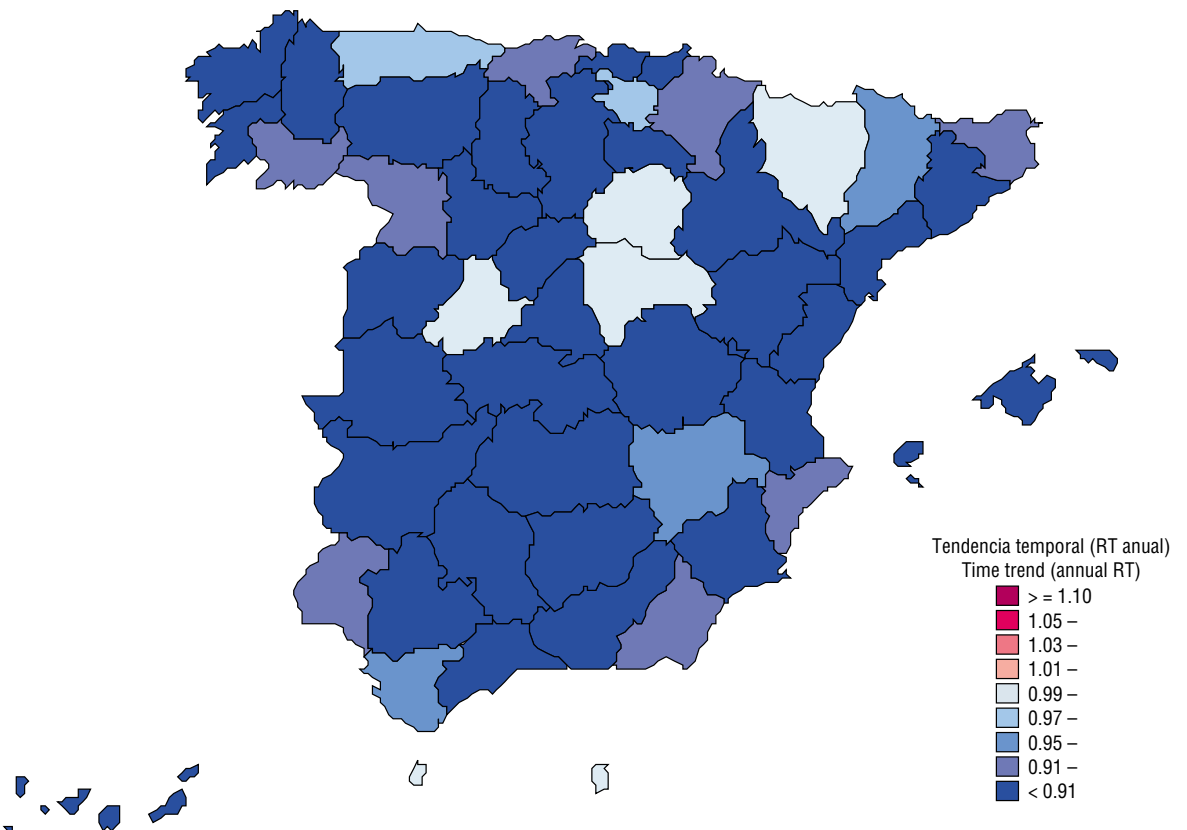 Tendencia temporal (RT anual)
Time trend (annual RT)
> = 1.10
1.05 –
1.03 –
1.01 –
0.99 –
0.97 –
0.95 –
0.91 –
< 0.91